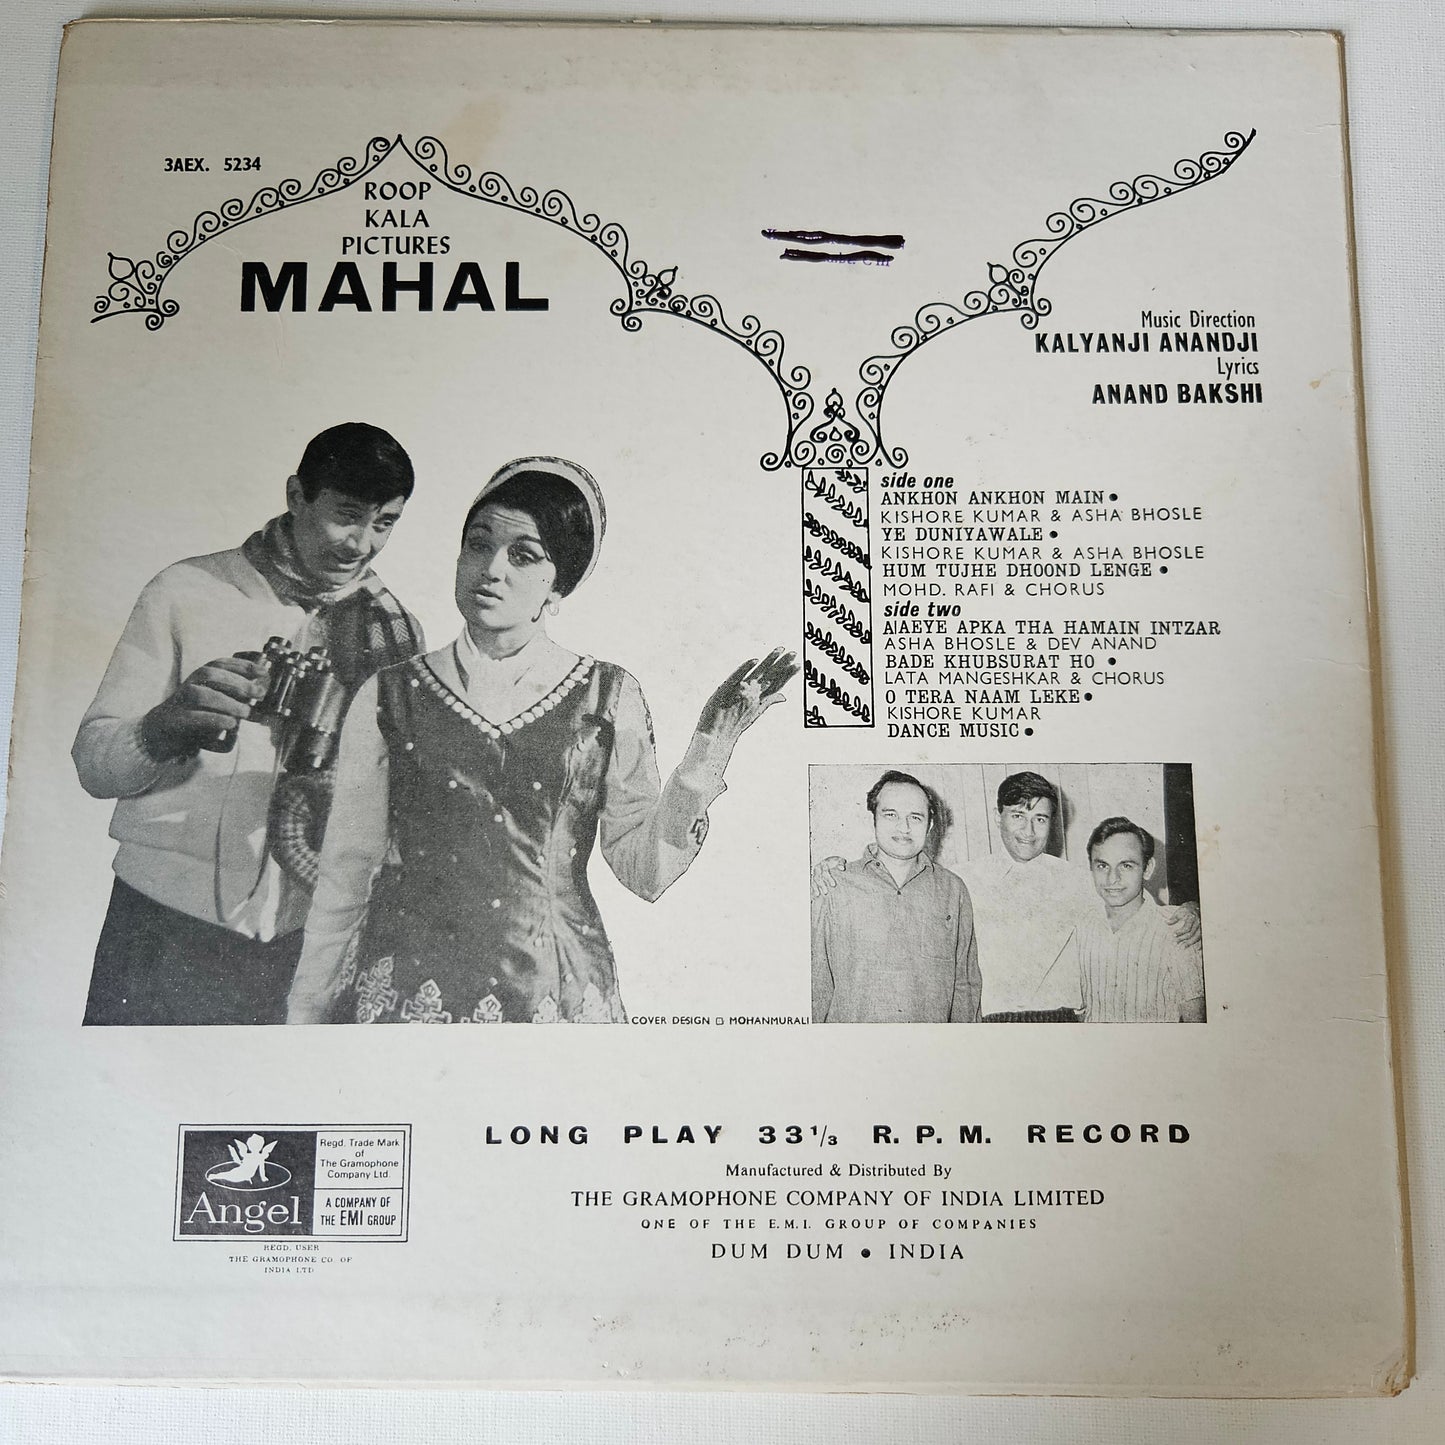 3AEX. 5234
ROOP
KALA
PICTURES
MAHAL
Music Direction
KALYANJI ANANDJI
Lyrics
ANAND BAKSHI
side one
ANKHON ANKHON MAIN •
KISHORE KUMAR & ASHA BHOSLE
YE DUNIYAWALE •
KISHORE KUMAR & ASHA BHOSLE
HUM TUJHE DHOOND LENGE •
MOHD. RAFI & CHORUS
side two
AIAEYE APKA THA HAMAIN INTZAR
ASHA BHOSLE & DEV ANAND
BADE KHUBSURAT HO •
LATA MANGESHKAR & CHORUS
O TERA NAAM LEKE •
KISHORE KUMAR
DANCE MUSIC •
COVER DESIGN □ MOHANMURALI
LONG PLAY 33 1/3 R. P. M. RECORD
Manufactured & Distributed By
THE GRAMOPHONE COMPANY OF INDIA LIMITED
ONE OF THE E.M.I. GROUP OF COMPANIES
DUM DUM • INDIA
Angel
Regd. Trade Mark
of
The Gramophone
Company Ltd.
A COMPANY OF
THE EMI GROUP
REGD. USER
THE GRAMOPHONE CO. OF
INDIA LTD